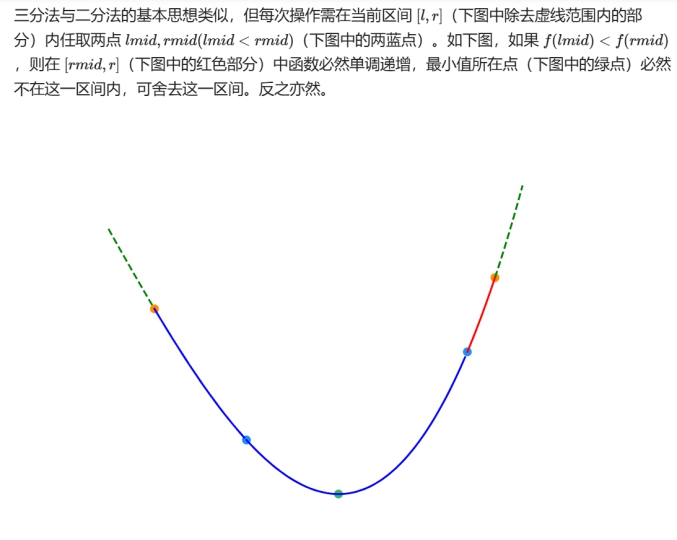 三分法与二分法的基本思想类似，但每次操作需在当前区间 [l, r]（下图中除去虚线范围内的部
分）内任取两点 lmid, rmid(lmid < rmid)（下图中的两蓝点）。如下图，如果 f(lmid) < f(rmid)
，则在 [rmid, r]（下图中的红色部分）中函数必然单调递增，最小值所在点（下图中的绿点）必然
不在这一区间内，可舍去这一区间。反之亦然。